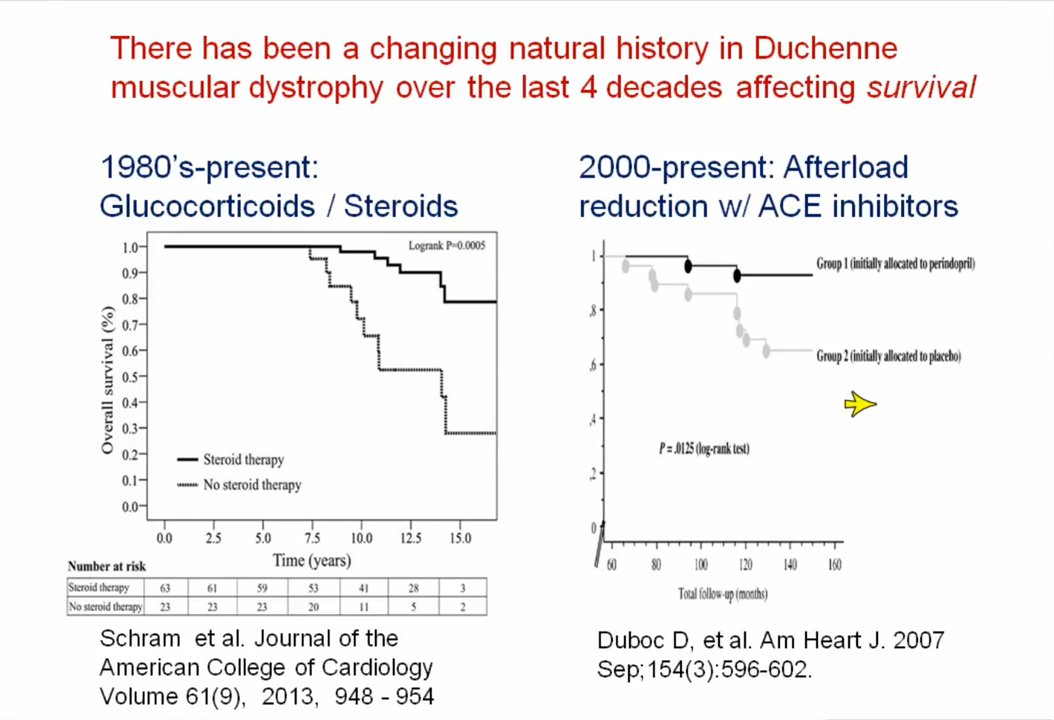 There has been a changing natural history in Duchenne
muscular dystrophy over the last 4 decades affecting survival
1980's-present:
Glucocorticoids / Steroids
Logrank P=0.0005
1.0
0.9
0.8
0.7
0.6
0.5
0.4
0.3
0.2
0.1
0.0
Overall survival (%)
Steroid therapy
No steroid therapy
0.0 2.5 5.0 7.5 10.0 12.5 15.0
Time (years)
Number at risk
Steroid therapy 63 61 59 53 41 28 3
No steroid therapy 23 23 23 20 11 5 2
Schram et al. Journal of the
American College of Cardiology
Volume 61(9), 2013, 948 - 954
2000-present: Afterload
reduction w/ ACE inhibitors
1
.8
.6
.4
.2
0
Group 1 (initially allocated to perindopril)
Group 2 (initially allocated to placebo)
P = .0125 (log-rank test)
60 80 100 120 140 160
Total follow-up (months)
Duboc D, et al. Am Heart J. 2007
Sep;154(3):596-602.